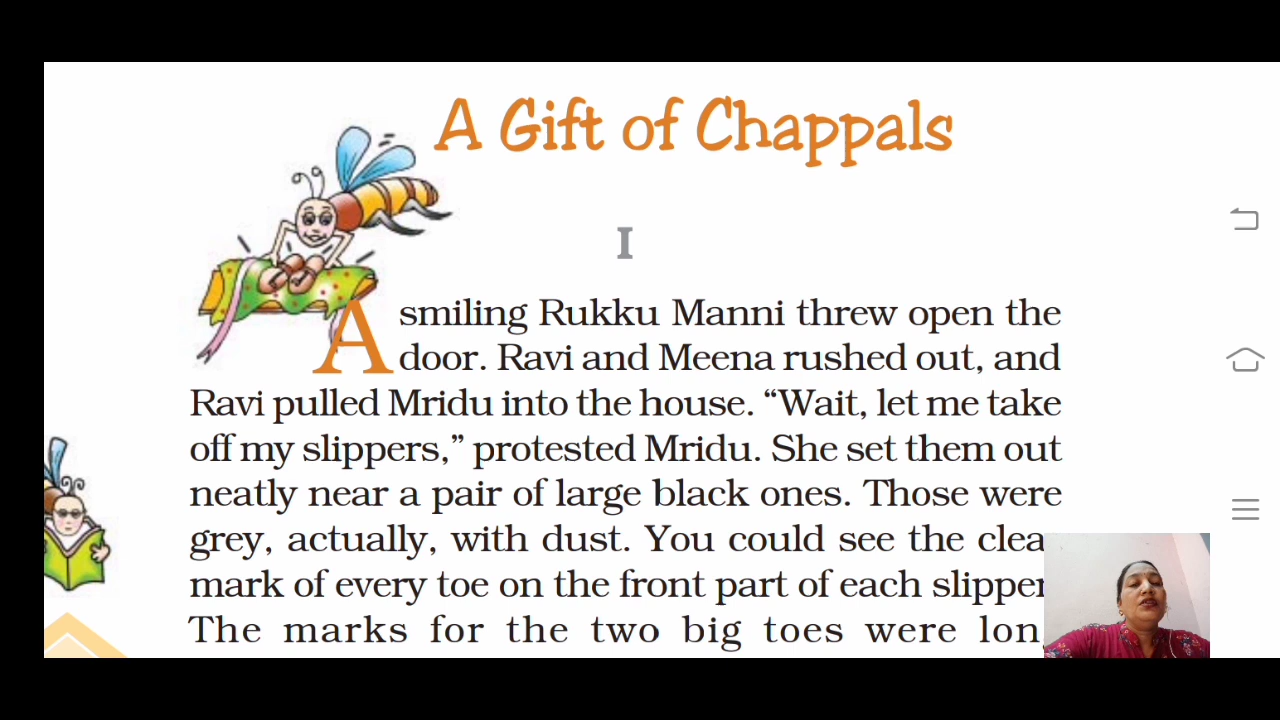 A Gift of Chappals
I
A smiling Rukku Manni threw open the
door. Ravi and Meena rushed out, and
Ravi pulled Mridu into the house. “Wait, let me take
off my slippers,” protested Mridu. She set them out
neatly near a pair of large black ones. Those were
grey, actually, with dust. You could see the
mark of every toe on the front part of each slipper
The marks for the two big toes were